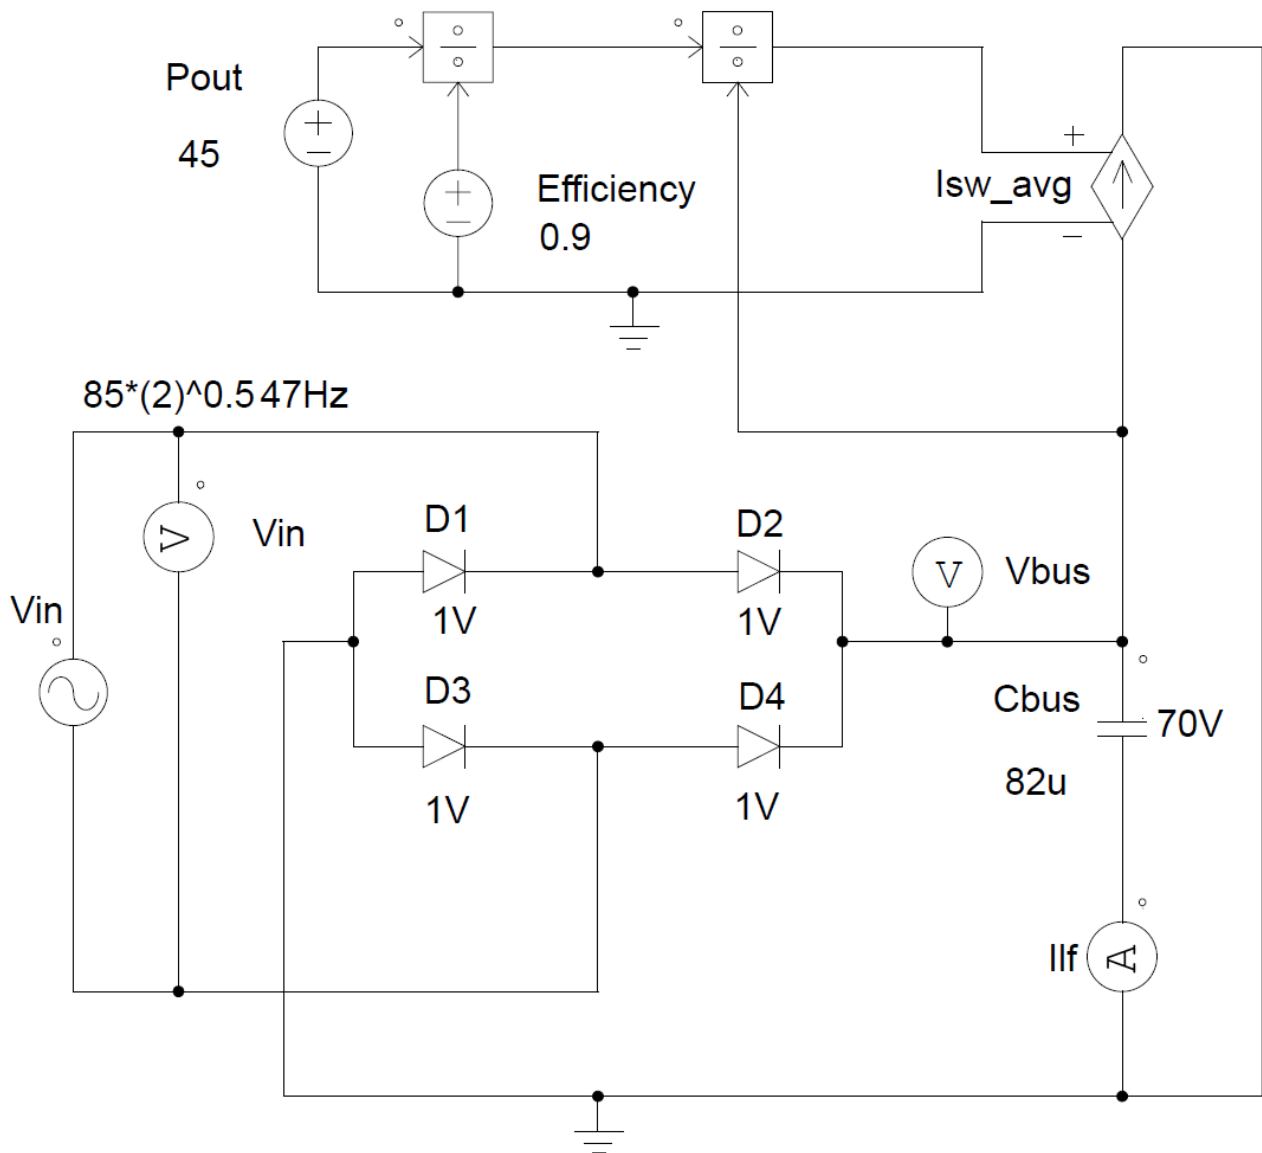 Pout
45
Efficiency
0.9
Isw_avg
+
−
85*(2)^0.5 47Hz
Vin
V
Vin
D1
1V
D2
1V
V
Vbus
D3
1V
D4
1V
Cbus
70V
82u
Ilf
A